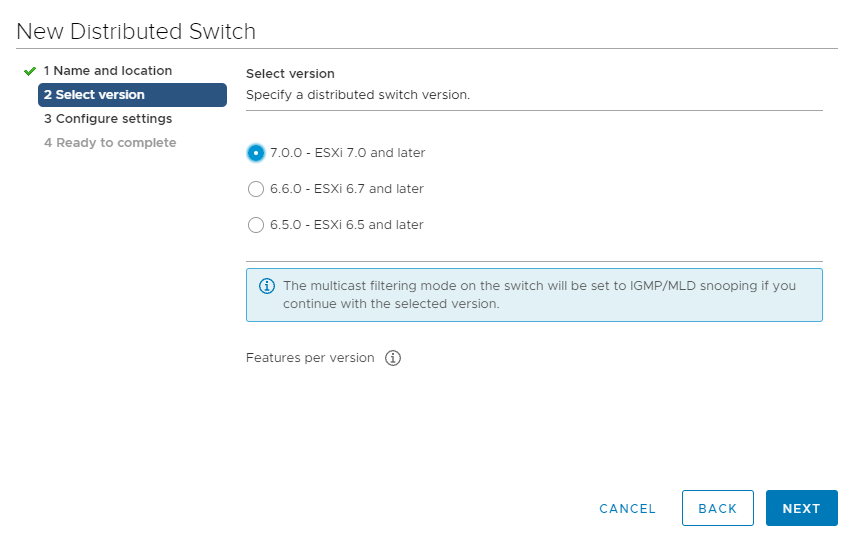 New Distributed Switch
1 Name and location
2 Select version
3 Configure settings
4 Ready to complete
Select version
Specify a distributed switch version.
7.0.0 - ESXi 7.0 and later
6.6.0 - ESXi 6.7 and later
6.5.0 - ESXi 6.5 and later
The multicast filtering mode on the switch will be set to IGMP/MLD snooping if you
continue with the selected version.
Features per version
CANCEL
BACK
NEXT